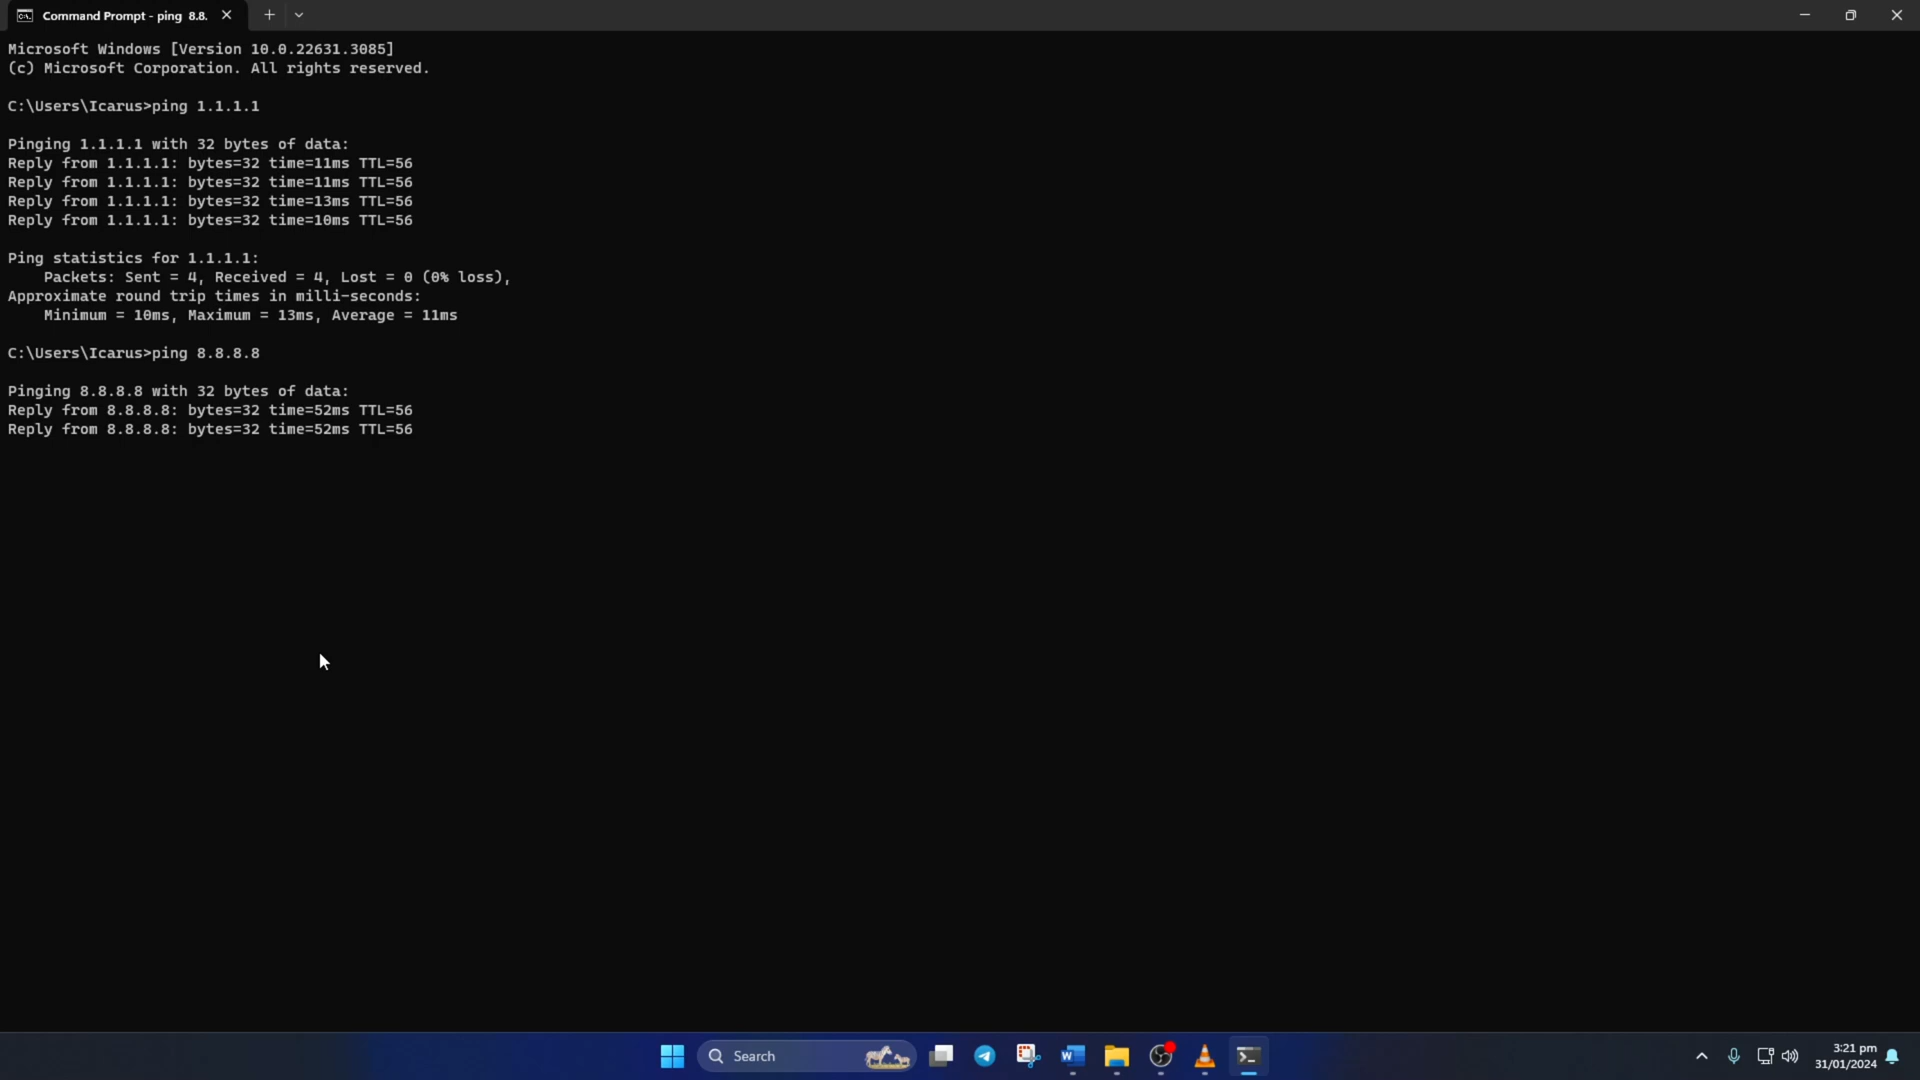 Command Prompt - ping 8.8.
Microsoft Windows [Version 10.0.22631.3085]
(c) Microsoft Corporation. All rights reserved.
C:\Users\Icarus>ping 1.1.1.1
Pinging 1.1.1.1 with 32 bytes of data:
Reply from 1.1.1.1: bytes=32 time=11ms TTL=56
Reply from 1.1.1.1: bytes=32 time=11ms TTL=56
Reply from 1.1.1.1: bytes=32 time=13ms TTL=56
Reply from 1.1.1.1: bytes=32 time=10ms TTL=56
Ping statistics for 1.1.1.1:
Packets: Sent = 4, Received = 4, Lost = 0 (0% loss),
Approximate round trip times in milli-seconds:
Minimum = 10ms, Maximum = 13ms, Average = 11ms
C:\Users\Icarus>ping 8.8.8.8
Pinging 8.8.8.8 with 32 bytes of data:
Reply from 8.8.8.8: bytes=32 time=52ms TTL=56
Reply from 8.8.8.8: bytes=32 time=52ms TTL=56
Search
3:21 pm
31/01/2024